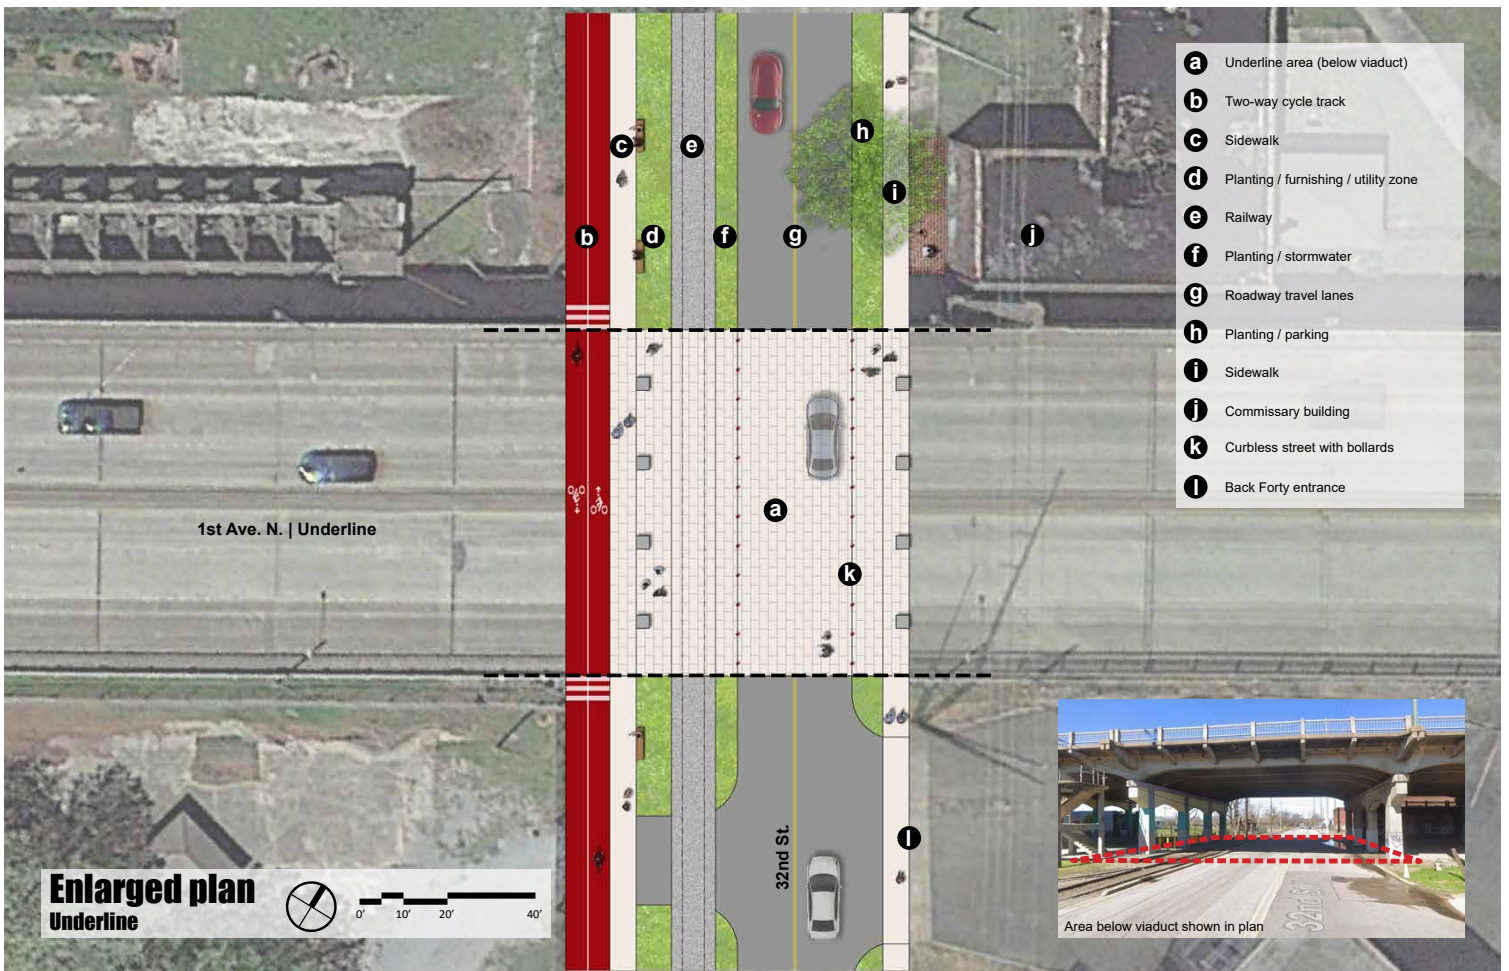 a Underline area (below viaduct)
b Two-way cycle track
c Sidewalk
d Planting / furnishing / utility zone
e Railway
f Planting / stormwater
g Roadway travel lanes
h Planting / parking
i Sidewalk
j Commissary building
k Curbless street with bollards
l Back Forty entrance
h
c
e
i
b
d
f
g
j
a
1st Ave. N. | Underline
k
l
32nd St.
Enlarged plan
Underline
0' 10' 20' 40'
32nd St
Area below viaduct shown in plan